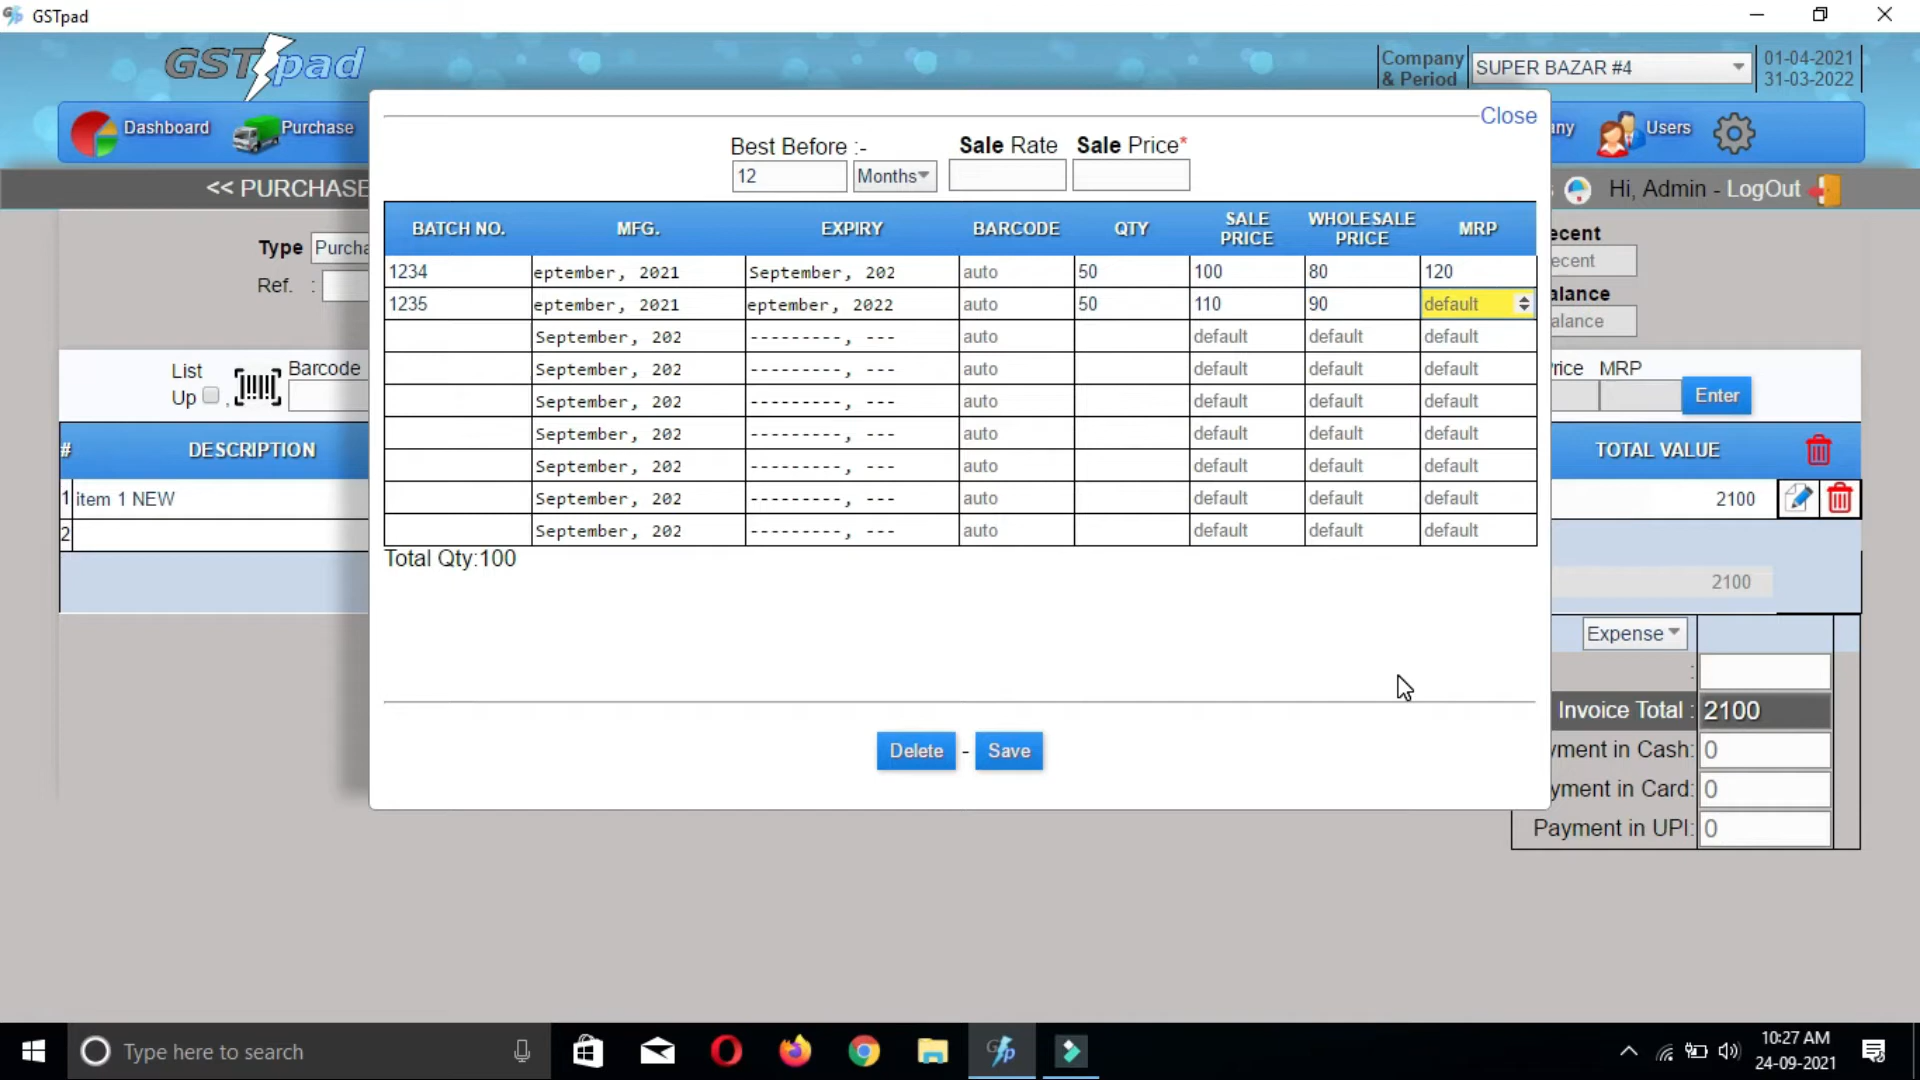 GSTpad
GST pad
Company & Period
SUPER BAZAR #4
01-04-2021
31-03-2022
Dashboard
Purchase
Users
<< PURCHASE
Hi, Admin - LogOut
Type Purcha
Ref. :
Close
Best Before :-
12
Months
Sale Rate
Sale Price*
BATCH NO. MFG. EXPIRY BARCODE QTY SALE PRICE WHOLESALE PRICE MRP
1234 eptember, 2021 September, 202 auto 50 100 80 120
1235 eptember, 2021 eptember, 2022 auto 50 110 90 default
September, 202 ---------, --- auto default default default
September, 202 ---------, --- auto default default default
September, 202 ---------, --- auto default default default
September, 202 ---------, --- auto default default default
September, 202 ---------, --- auto default default default
September, 202 ---------, --- auto default default default
September, 202 ---------, --- auto default default default
Total Qty:100
Delete - Save
ecent
ecent
alance
alance
List
Up ,
Barcode
rice MRP
Enter
# DESCRIPTION TOTAL VALUE
1 item 1 NEW 2100
2
2100
Expense
:
Invoice Total : 2100
yment in Cash: 0
yment in Card: 0
Payment in UPI: 0
Type here to search
10:27 AM
24-09-2021